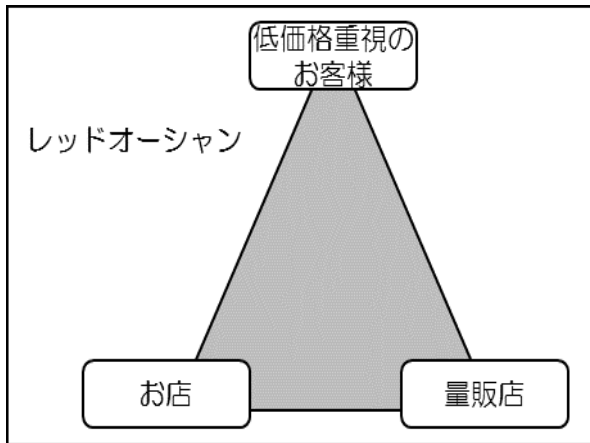 低価格重視の
お客様
レッドオーシャン
お店
量販店